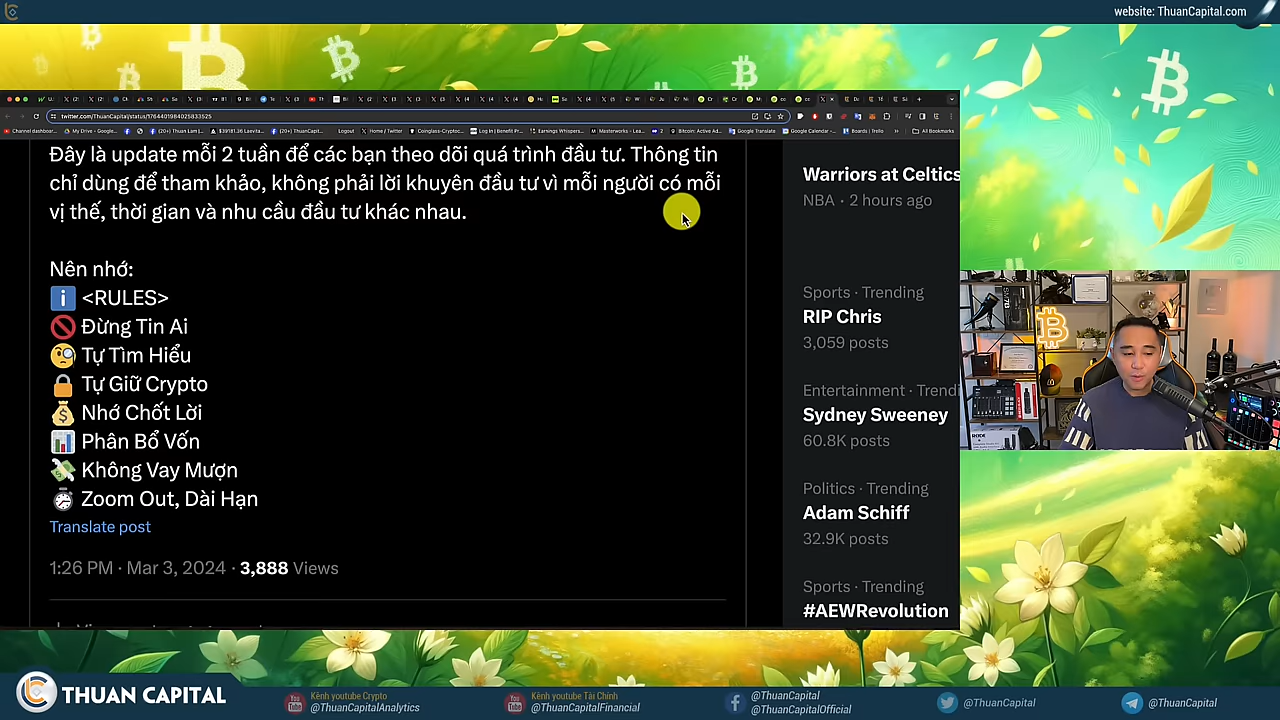 website: ThuanCapital.com
twitter.com/ThuanCapital/status/1764401984025833525
Đây là update mỗi 2 tuần để các bạn theo dõi quá trình đầu tư. Thông tin
chỉ dùng để tham khảo, không phải lời khuyên đầu tư vì mỗi người có mỗi
vị thế, thời gian và nhu cầu đầu tư khác nhau.
Nên nhớ:
<RULES>
Đừng Tin Ai
Tự Tìm Hiểu
Tự Giữ Crypto
Nhớ Chốt Lời
Phân Bổ Vốn
Không Vay Mượn
Zoom Out, Dài Hạn
Translate post
1:26 PM · Mar 3, 2024 · 3,888 Views
Warriors at Celtics
NBA · 2 hours ago
Sports · Trending
RIP Chris
3,059 posts
Entertainment · Trendi
Sydney Sweeney
60.8K posts
Politics · Trending
Adam Schiff
32.9K posts
Sports · Trending
#AEWRevolution
THUAN CAPITAL
Kênh youtube Crypto
@ThuanCapitalAnalytics
Kênh youtube Tài Chính
@ThuanCapitalFinancial
@ThuanCapital
@ThuanCapitalOfficial
@ThuanCapital
@ThuanCapital